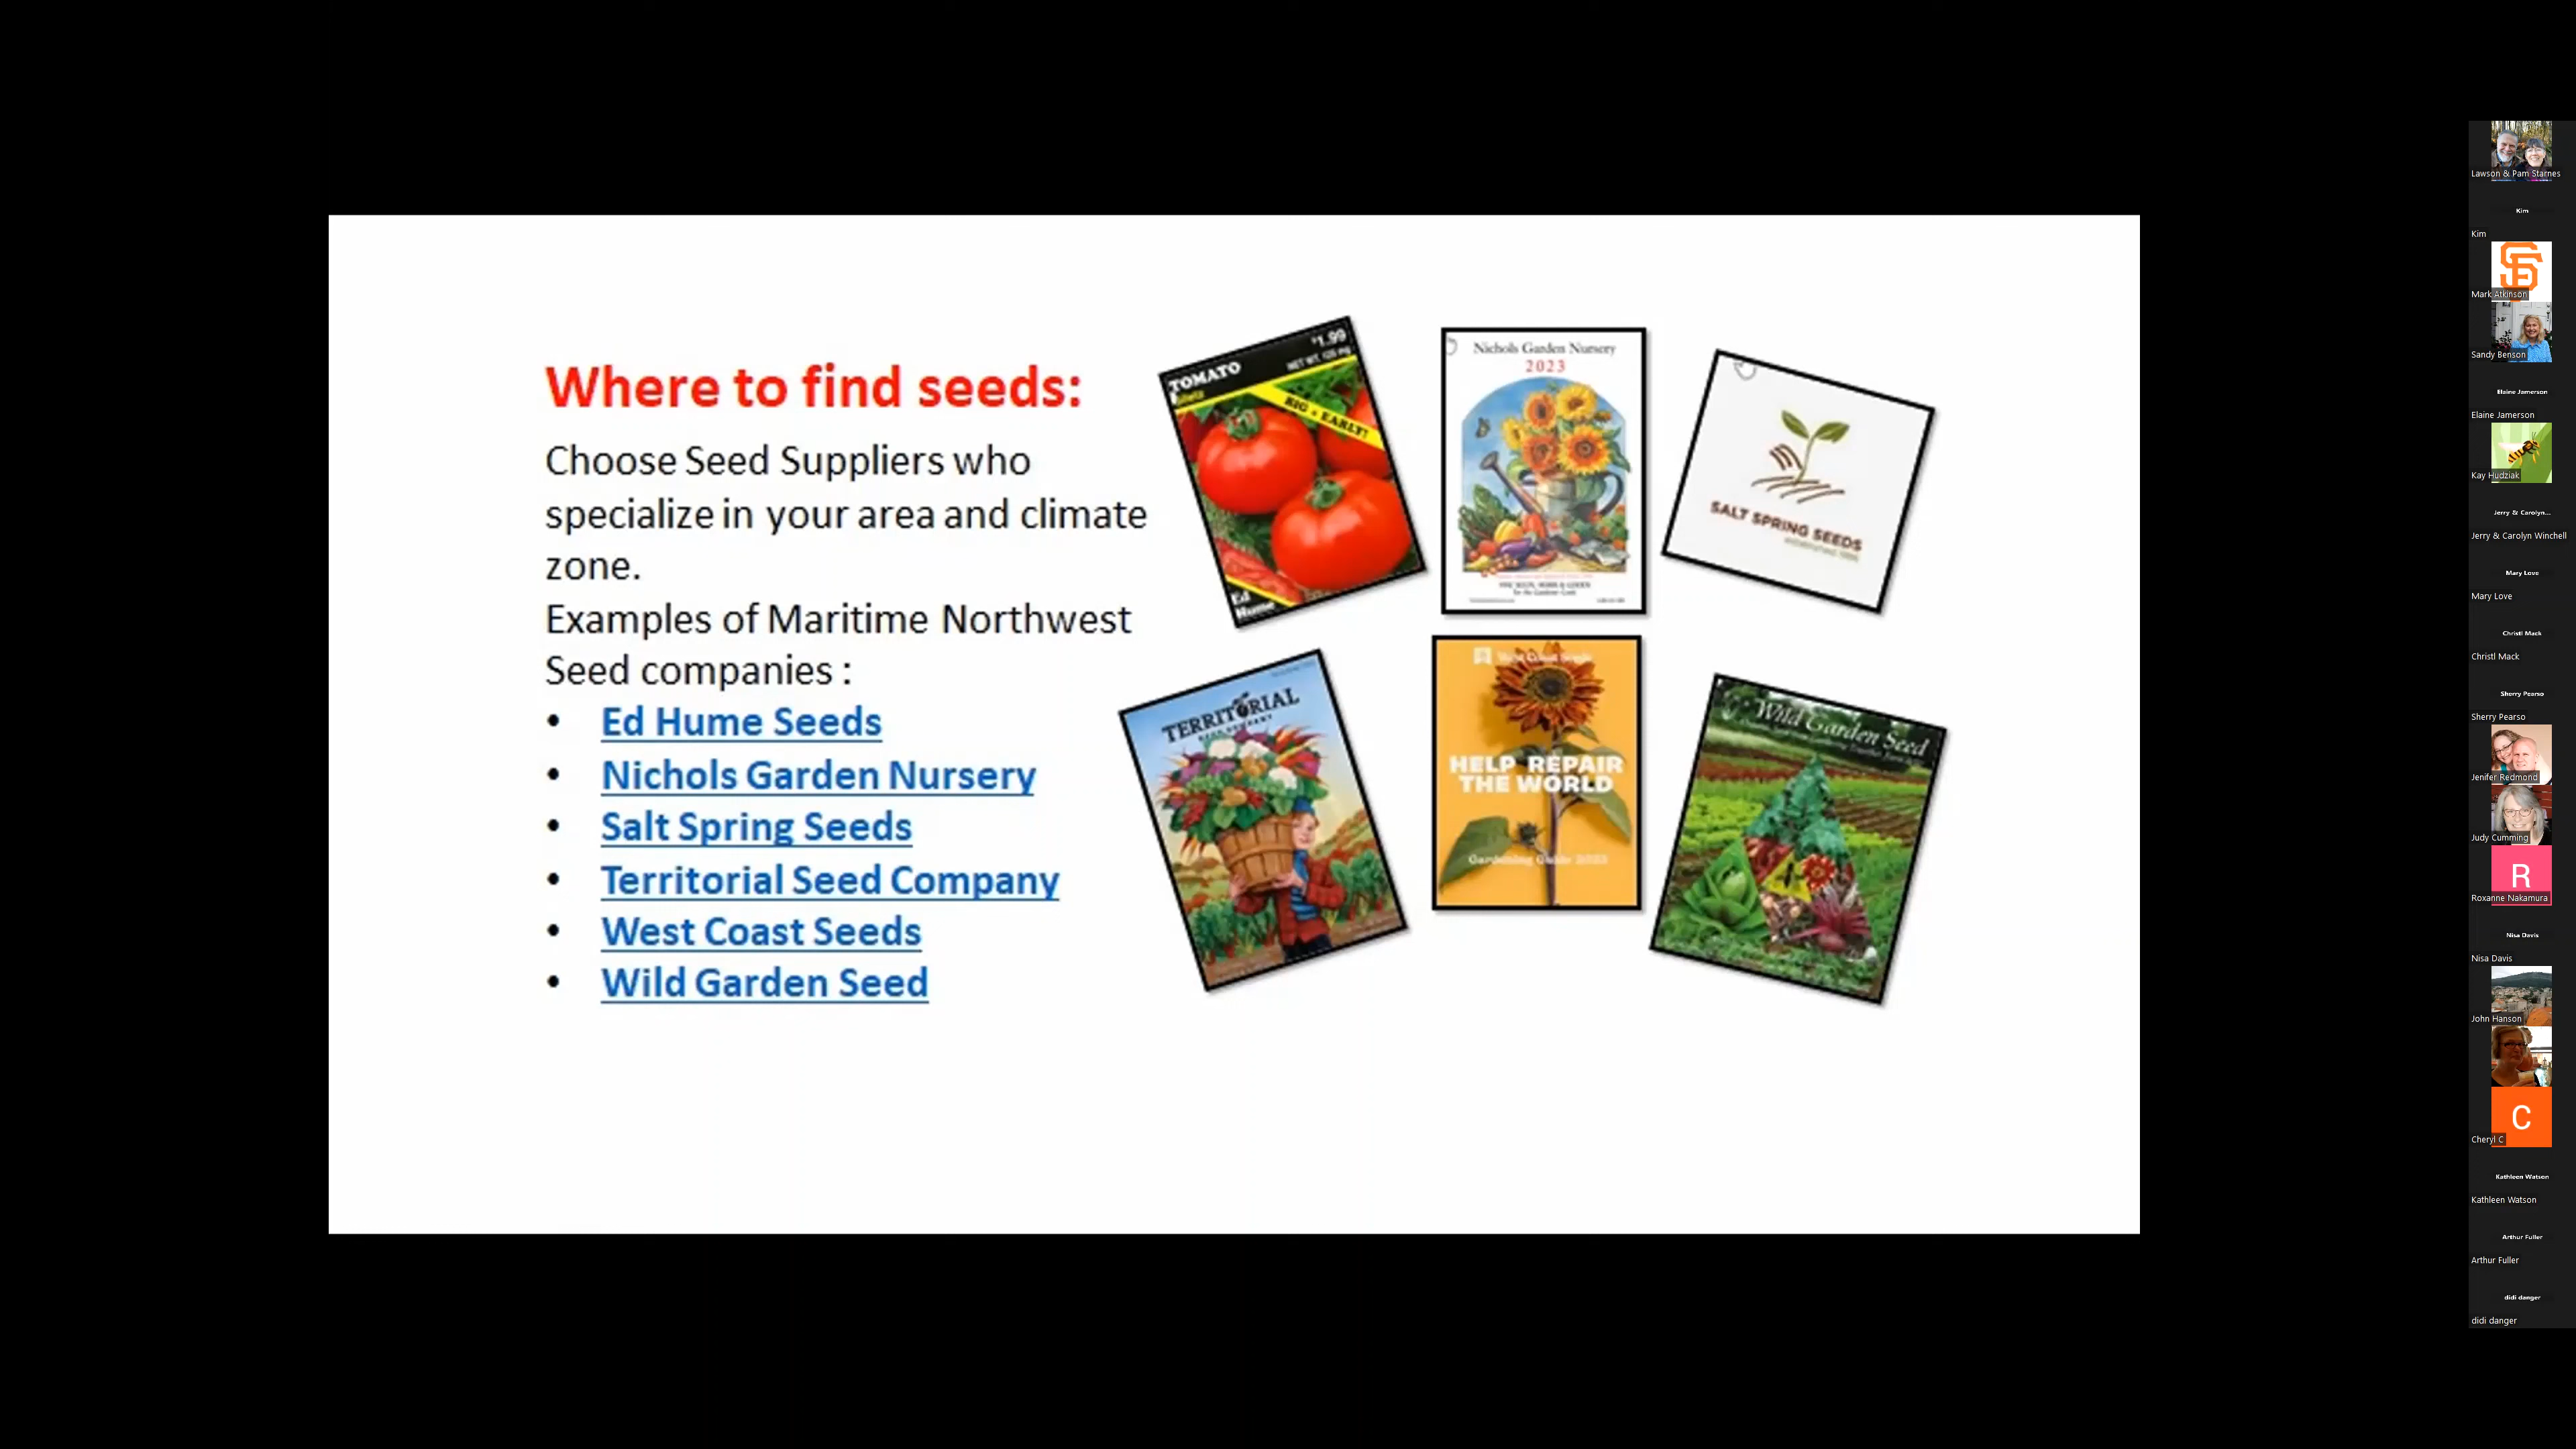 Where to find seeds:
Choose Seed Suppliers who
specialize in your area and climate
zone.
Examples of Maritime Northwest
Seed companies :
• Ed Hume Seeds
• Nichols Garden Nursery
• Salt Spring Seeds
• Territorial Seed Company
• West Coast Seeds
• Wild Garden Seed
TOMATO
$1.99
BIG + EARLY!
Ed
Hume
Nichols Garden Nursery
2023
SALT SPRING SEEDS
TERRITORIAL
SEED COMPANY
West Coast Seeds
HELP REPAIR
THE WORLD
Gardening Guide 2023
Wild Garden Seed
Lawson & Pam Starnes
Kim
Kim
Mark Atkinson
Sandy Benson
Elaine Jamerson
Elaine Jamerson
Kay Hudziak
Jerry & Carolyn...
Jerry & Carolyn Winchell
Mary Love
Mary Love
Christl Mack
Christl Mack
Sherry Pearso
Sherry Pearso
Jenifer Redmond
Judy Cumming
R
Roxanne Nakamura
Nisa Davis
Nisa Davis
John Hanson
C
Cheryl C
Kathleen Watson
Kathleen Watson
Arthur Fuller
Arthur Fuller
didi danger
didi danger